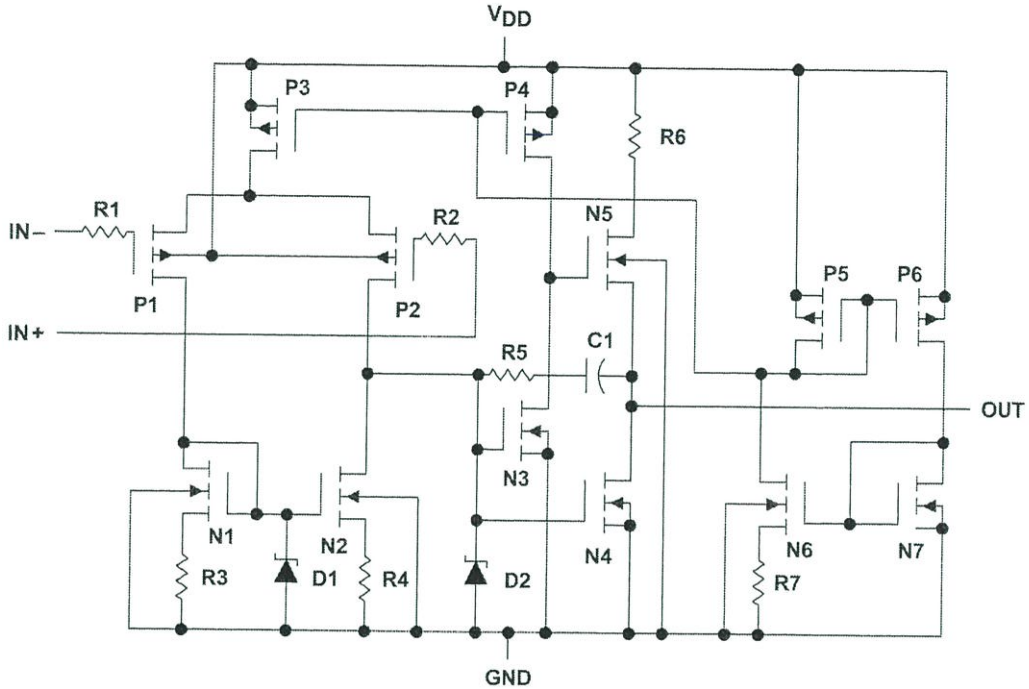 VDD
P3
P4
R6
R1
R2
N5
IN–
P5
P6
P1
P2
IN+
R5
C1
OUT
N3
N1
N2
N4
N6
N7
R3
D1
R4
D2
R7
GND